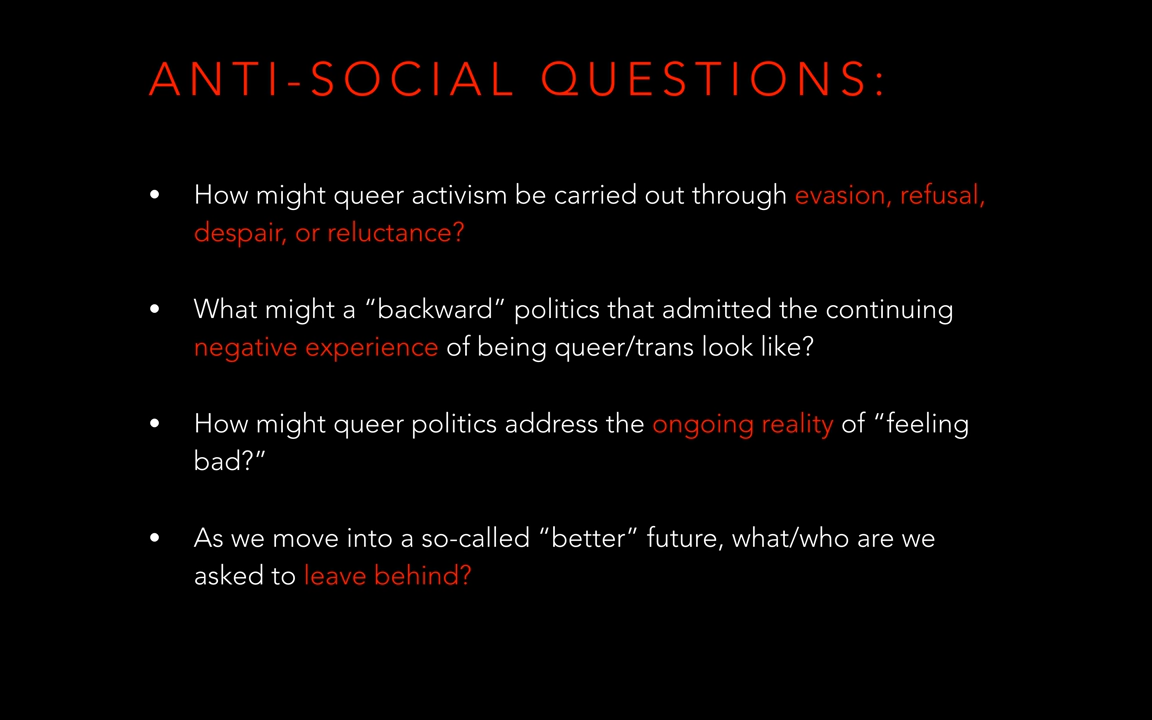 ANTI-SOCIAL QUESTIONS:
• How might queer activism be carried out through evasion, refusal,
despair, or reluctance?
• What might a “backward” politics that admitted the continuing
negative experience of being queer/trans look like?
• How might queer politics address the ongoing reality of “feeling
bad?”
• As we move into a so-called “better” future, what/who are we
asked to leave behind?